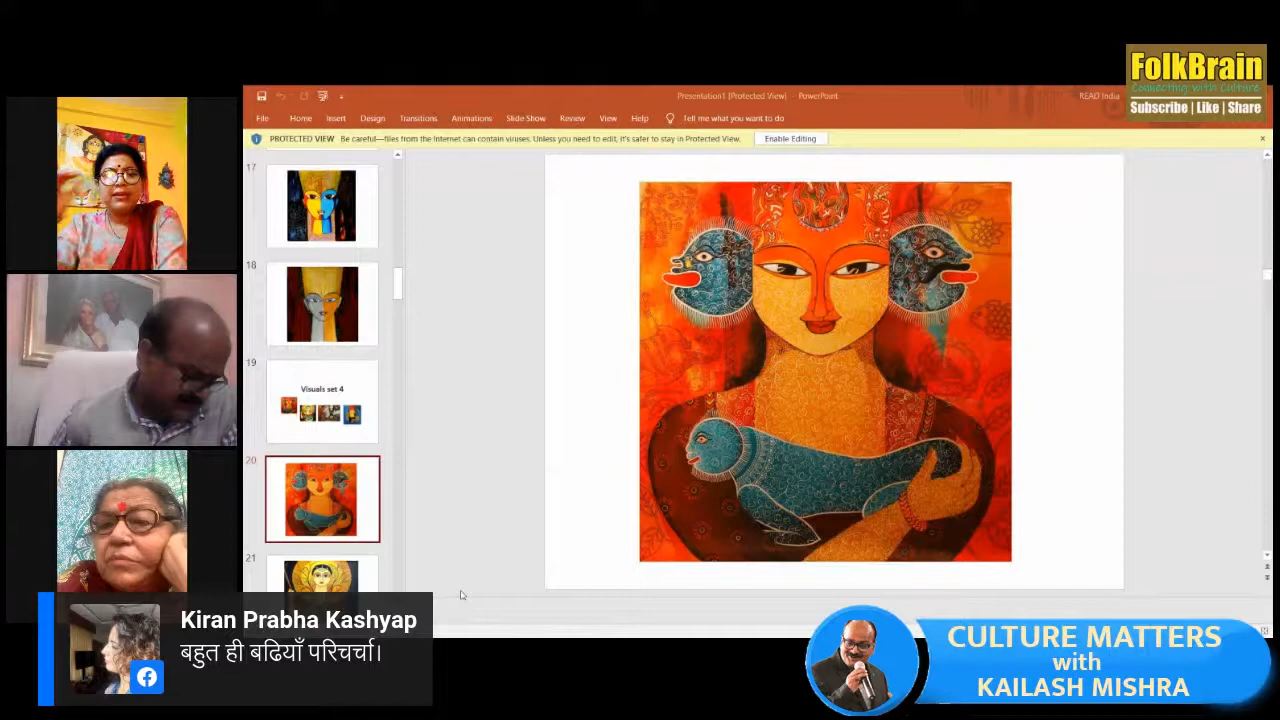 FolkBrain
Connecting with Culture
Subscribe | Like | Share
Presentation1 [Protected View] - PowerPoint
READ India
File Home Insert Design Transitions Animations Slide Show Review View Help Tell me what you want to do
PROTECTED VIEW Be careful—files from the Internet can contain viruses. Unless you need to edit, it's safer to stay in Protected View. Enable Editing
17
18
19
Visuals set 4
20
21
Kiran Prabha Kashyap
बहुत ही बढियाँ परिचर्चा।
CULTURE MATTERS
with
KAILASH MISHRA